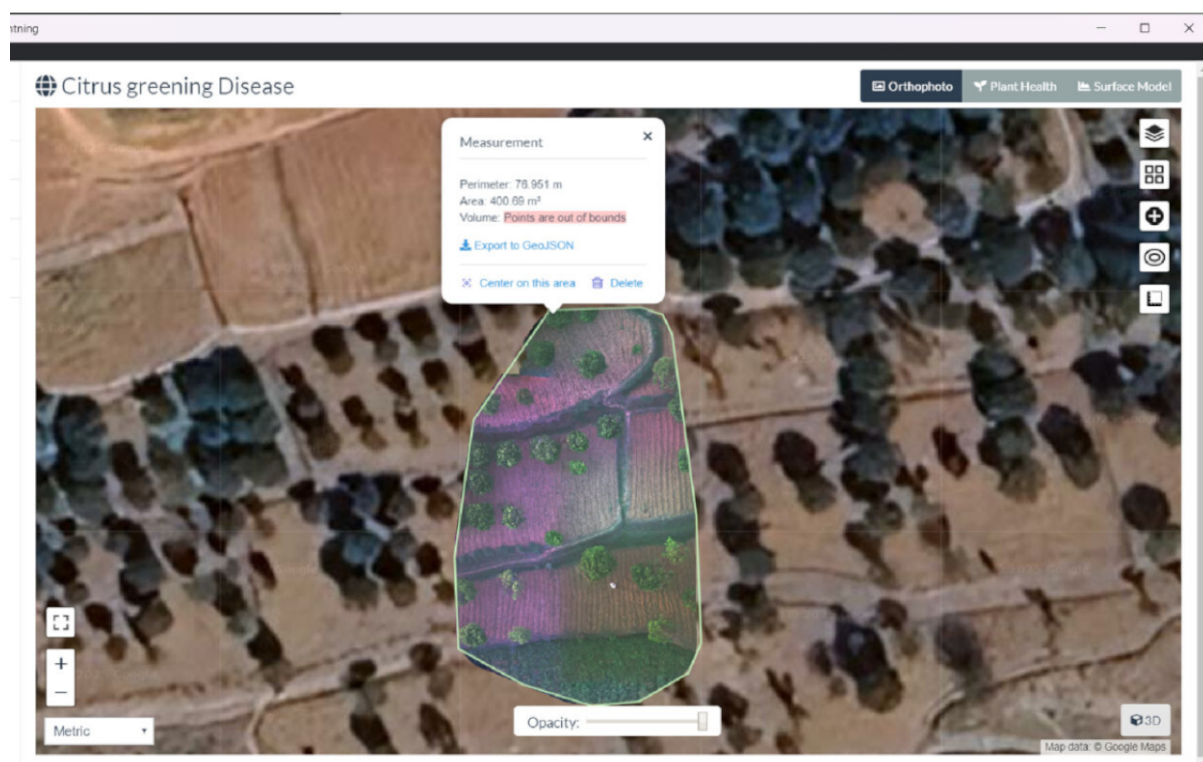 htning
Citrus greening Disease
Orthophoto
Plant Health
Surface Model
Measurement
Perimeter: 78.951 m
Area: 400.69 m²
Volume: Points are out of bounds
Export to GeoJSON
Center on this area
Delete
Metric
Opacity:
3D
Map data: © Google Maps